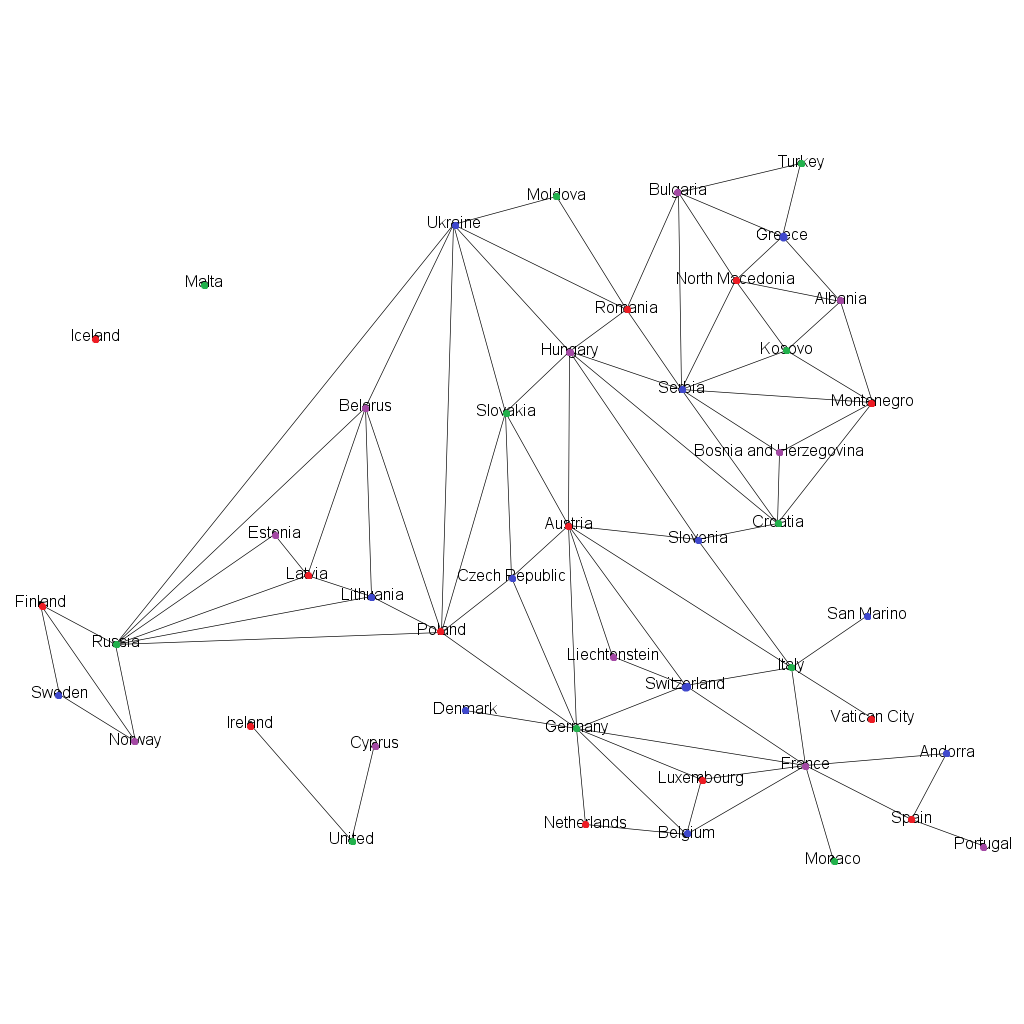 Turkey
Bulgaria
Moldova
Ukraine
Greece
Malta
North Macedonia
Albania
Romania
Iceland
Hungary
Kosovo
Serbia
Montenegro
Belarus
Slovakia
Bosnia and Herzegovina
Austria
Croatia
Estonia
Slovenia
Latvia
Czech Republic
Lithuania
Finland
San Marino
Russia
Poland
Liechtenstein
Italy
Switzerland
Sweden
Denmark
Vatican City
Ireland
Germany
Norway
Cyprus
Andorra
France
Luxembourg
Spain
Netherlands
Belgium
United
Portugal
Monaco